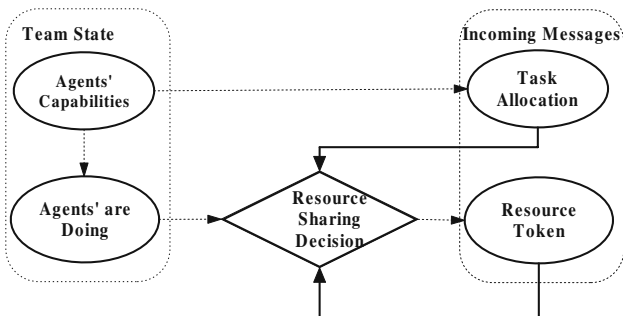 Team State
Incoming Messages
Agents'
Capabilities
Task
Allocation
Agents' are
Doing
Resource
Sharing
Decision
Resource
Token